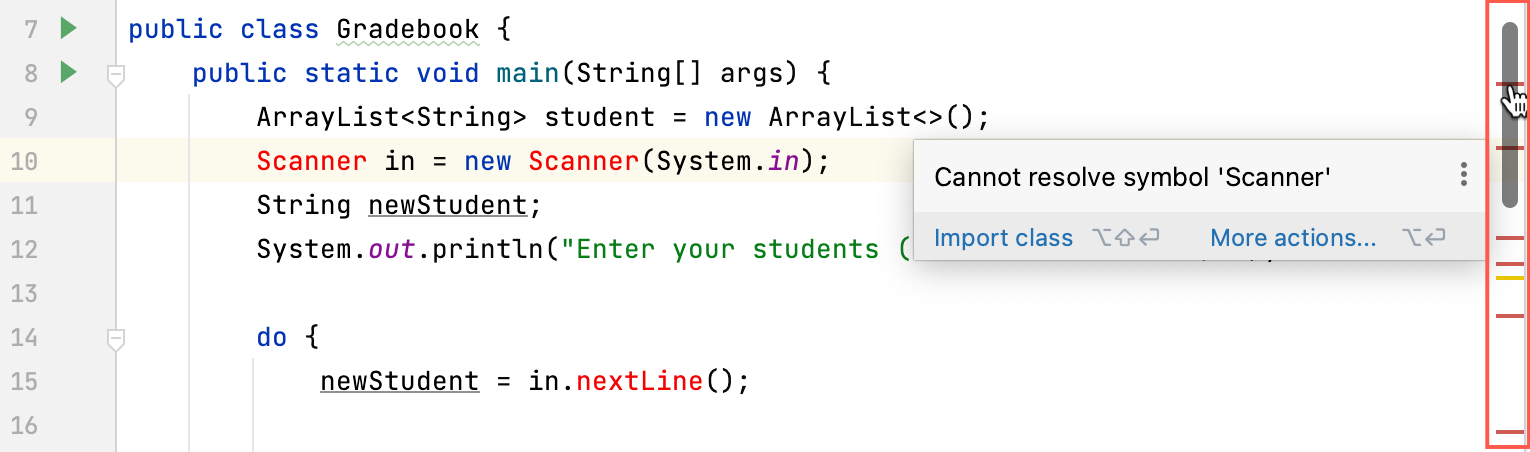 7 public class Gradebook {
8 public static void main(String[] args) {
9 ArrayList<String> student = new ArrayList<>();
10 Scanner in = new Scanner(System.in);
11 String newStudent;
12 System.out.println("Enter your students (
13
14 do {
15 newStudent = in.nextLine();
16
Cannot resolve symbol 'Scanner'
Import class ⌥⇧⏎ More actions... ⌥⏎